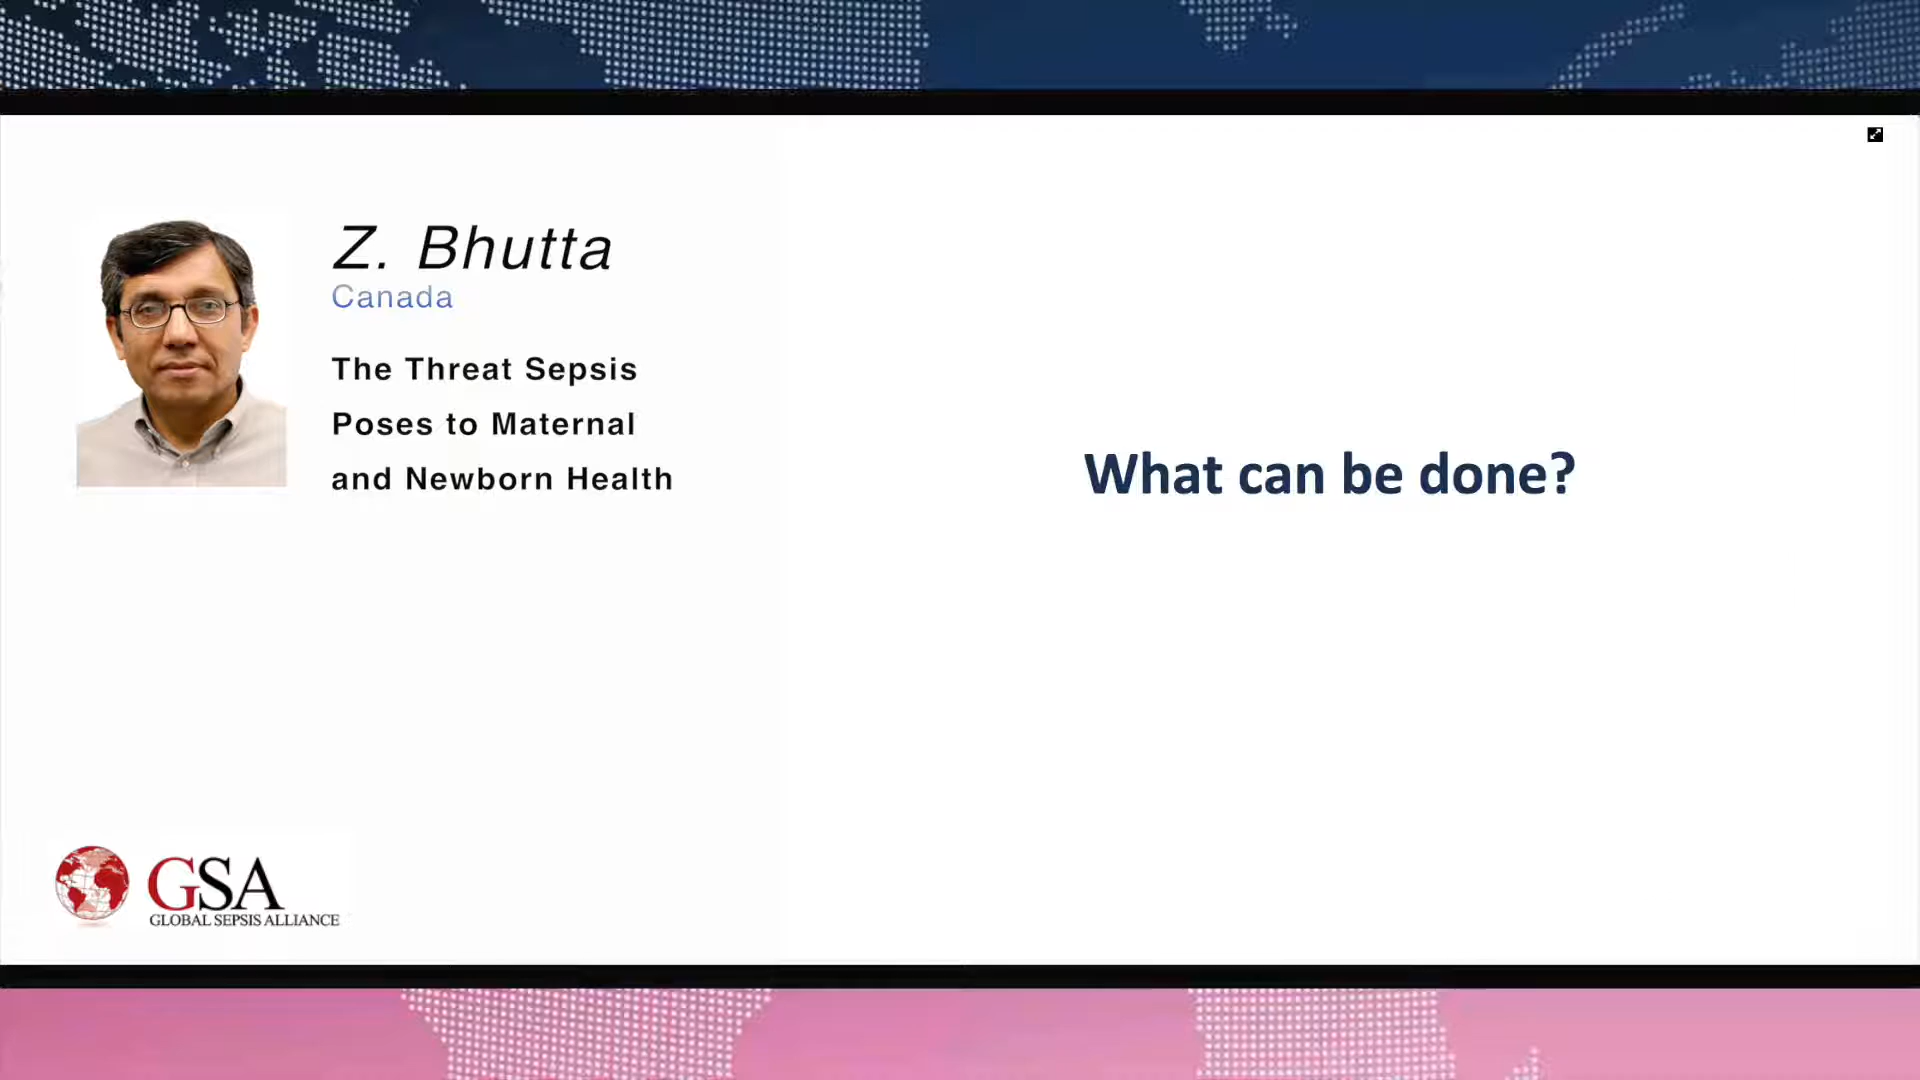 Z. Bhutta
Canada
The Threat Sepsis
Poses to Maternal
and Newborn Health
What can be done?
GSA
GLOBAL SEPSIS ALLIANCE